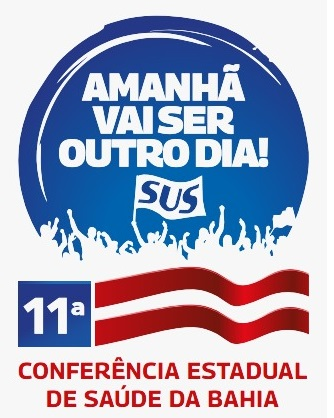 AMANHÃ
VAI SER
OUTRO DIA!
SUS
11ª
CONFERÊNCIA ESTADUAL
DE SAÚDE DA BAHIA